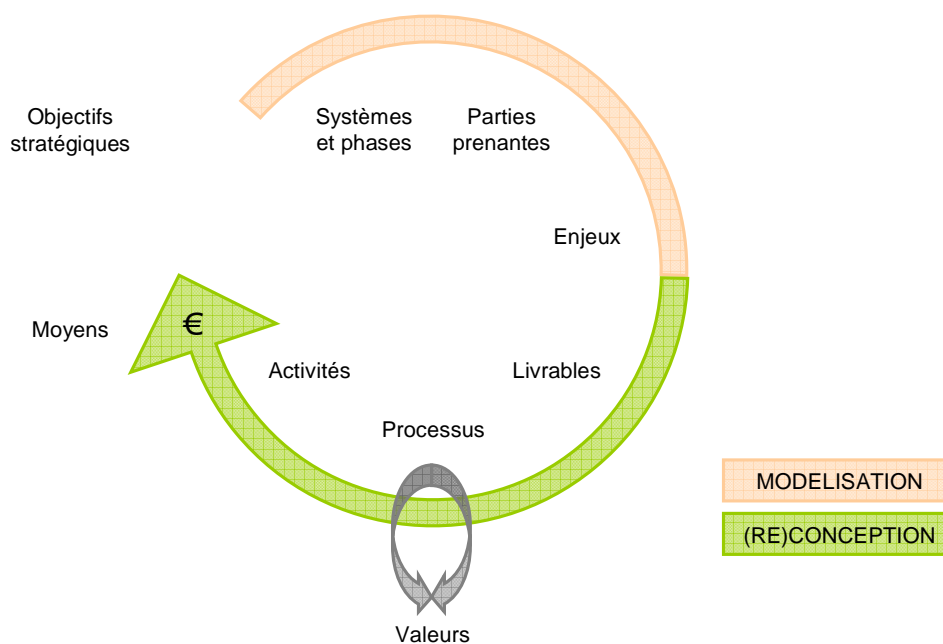 Objectifs
stratégiques
Systèmes
et phases
Parties
prenantes
Enjeux
Moyens
€
Activités
Livrables
Processus
MODELISATION
(RE)CONCEPTION
Valeurs